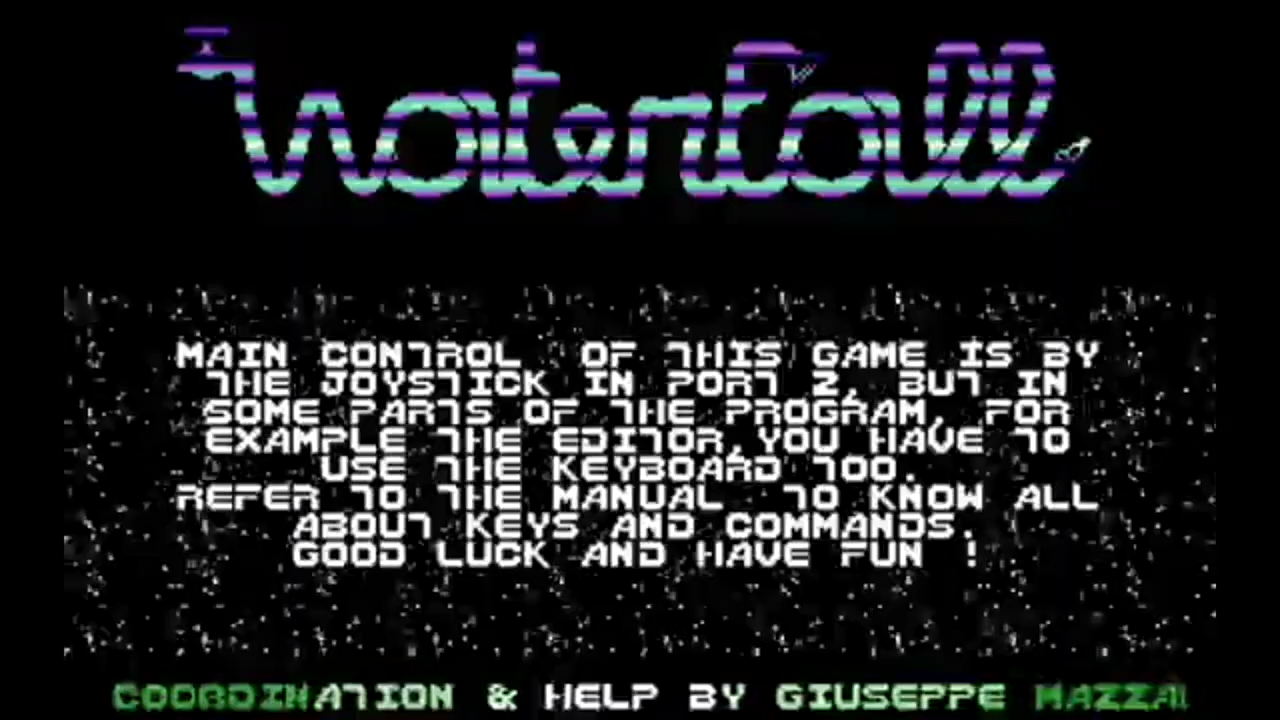 Waterfall
MAIN CONTROL OF THIS GAME IS BY
THE JOYSTICK IN PORT 2, BUT IN
SOME PARTS OF THE PROGRAM, FOR
EXAMPLE THE EDITOR,YOU HAVE TO
USE THE KEYBOARD TOO.
REFER TO THE MANUAL TO KNOW ALL
ABOUT KEYS AND COMMANDS.
GOOD LUCK AND HAVE FUN !
COORDINATION & HELP BY GIUSEPPE